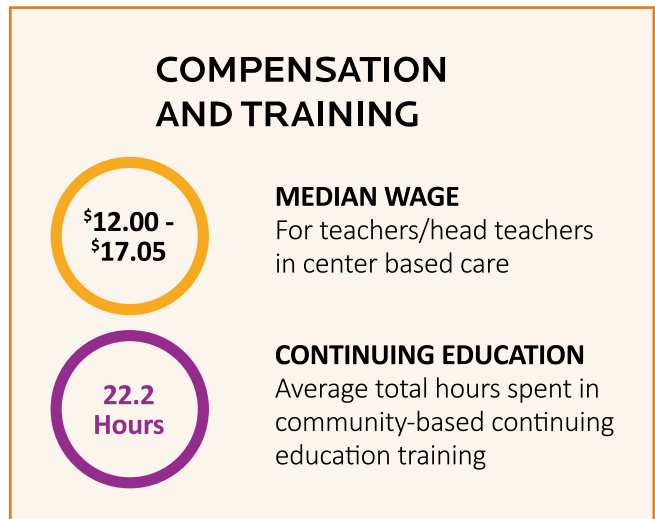 COMPENSATION
AND TRAINING
$12.00 -
$17.05
MEDIAN WAGE
For teachers/head teachers
in center based care
22.2
Hours
CONTINUING EDUCATION
Average total hours spent in
community-based continuing
education training